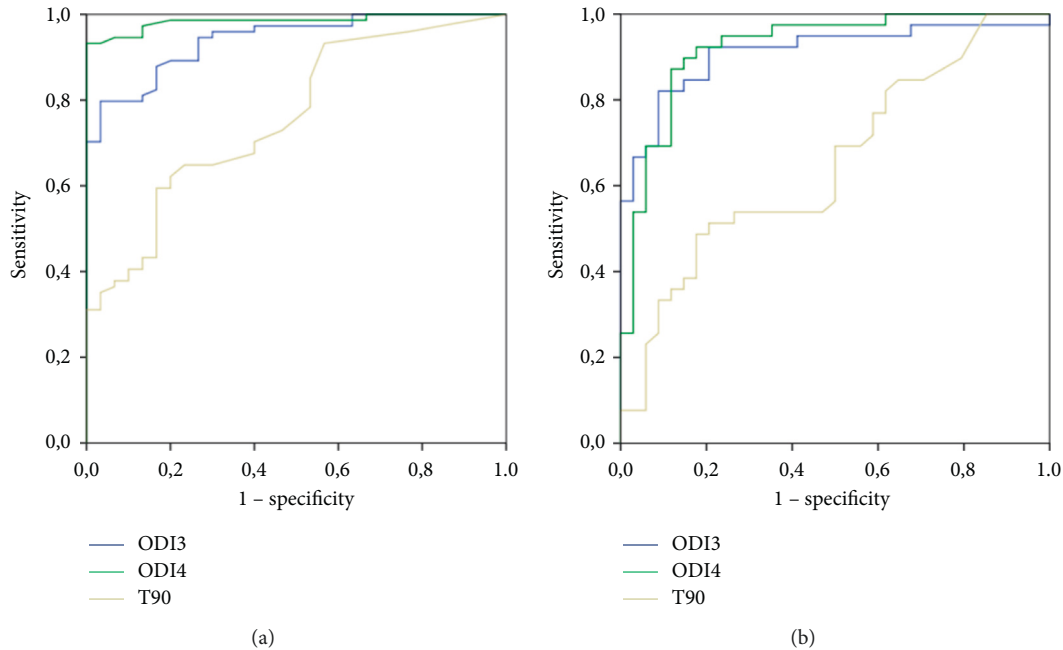 1,0
0,8
0,6
0,4
0,2
0,0
Sensitivity
0,0 0,2 0,4 0,6 0,8 1.0
1 – specificity
ODI3
ODI4
T90
(a)
1,0
0,8
0,6
0,4
0,2
0,0
Sensitivity
0,0 0,2 0,4 0,6 0,8 1.0
1 – specificity
ODI3
ODI4
T90
(b)